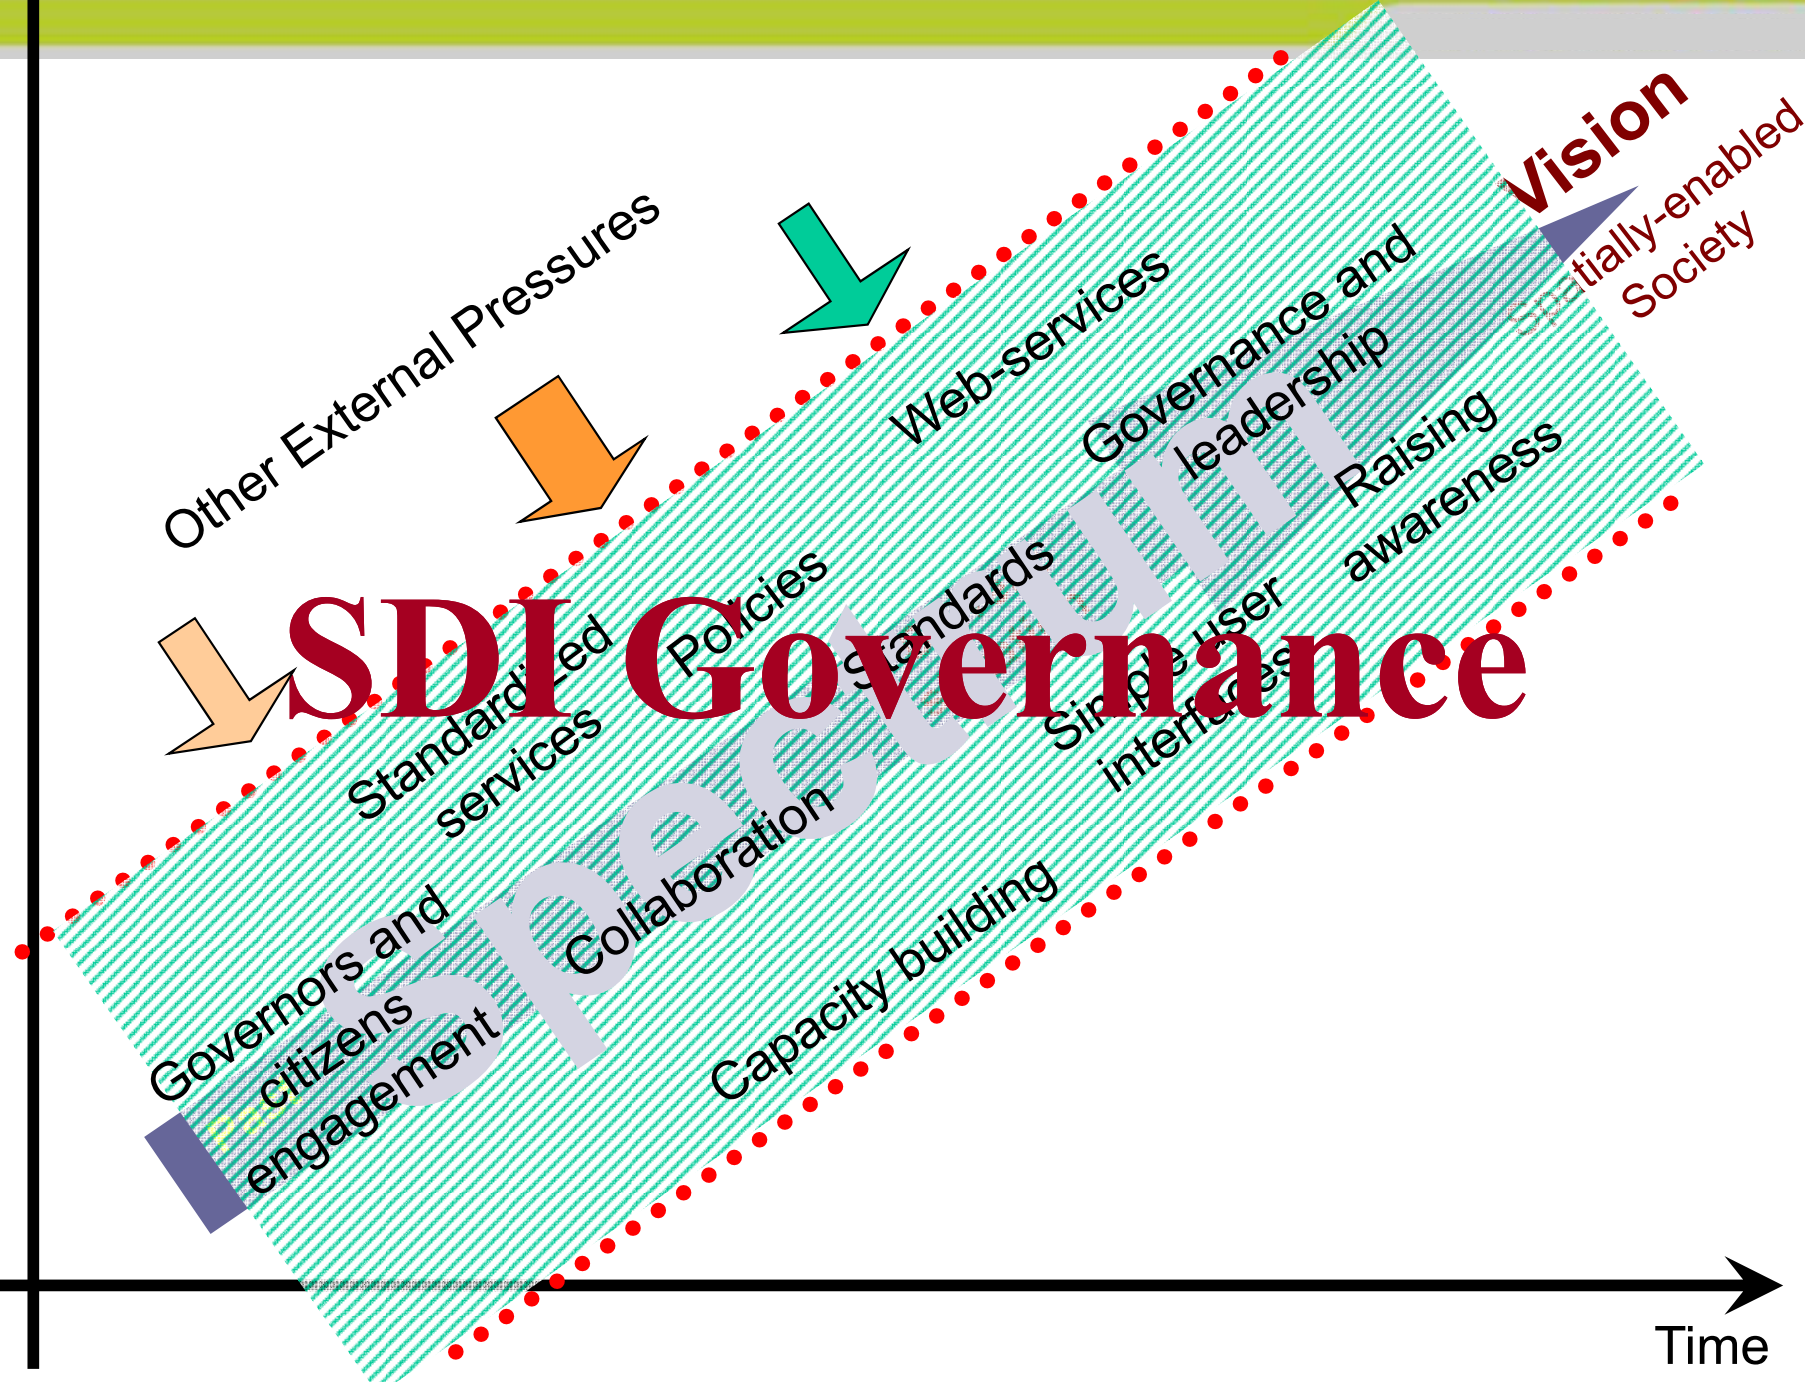 Vision
Spatially-enabled
Society
Other External Pressures
Web-services
Governance and
leadership
Raising
awareness
Policies
Standards
Simple user
interfaces
SDI Governance
Standardized
services
Spectrum
Collaboration
Capacity building
Governors and
citizens
engagement
Time